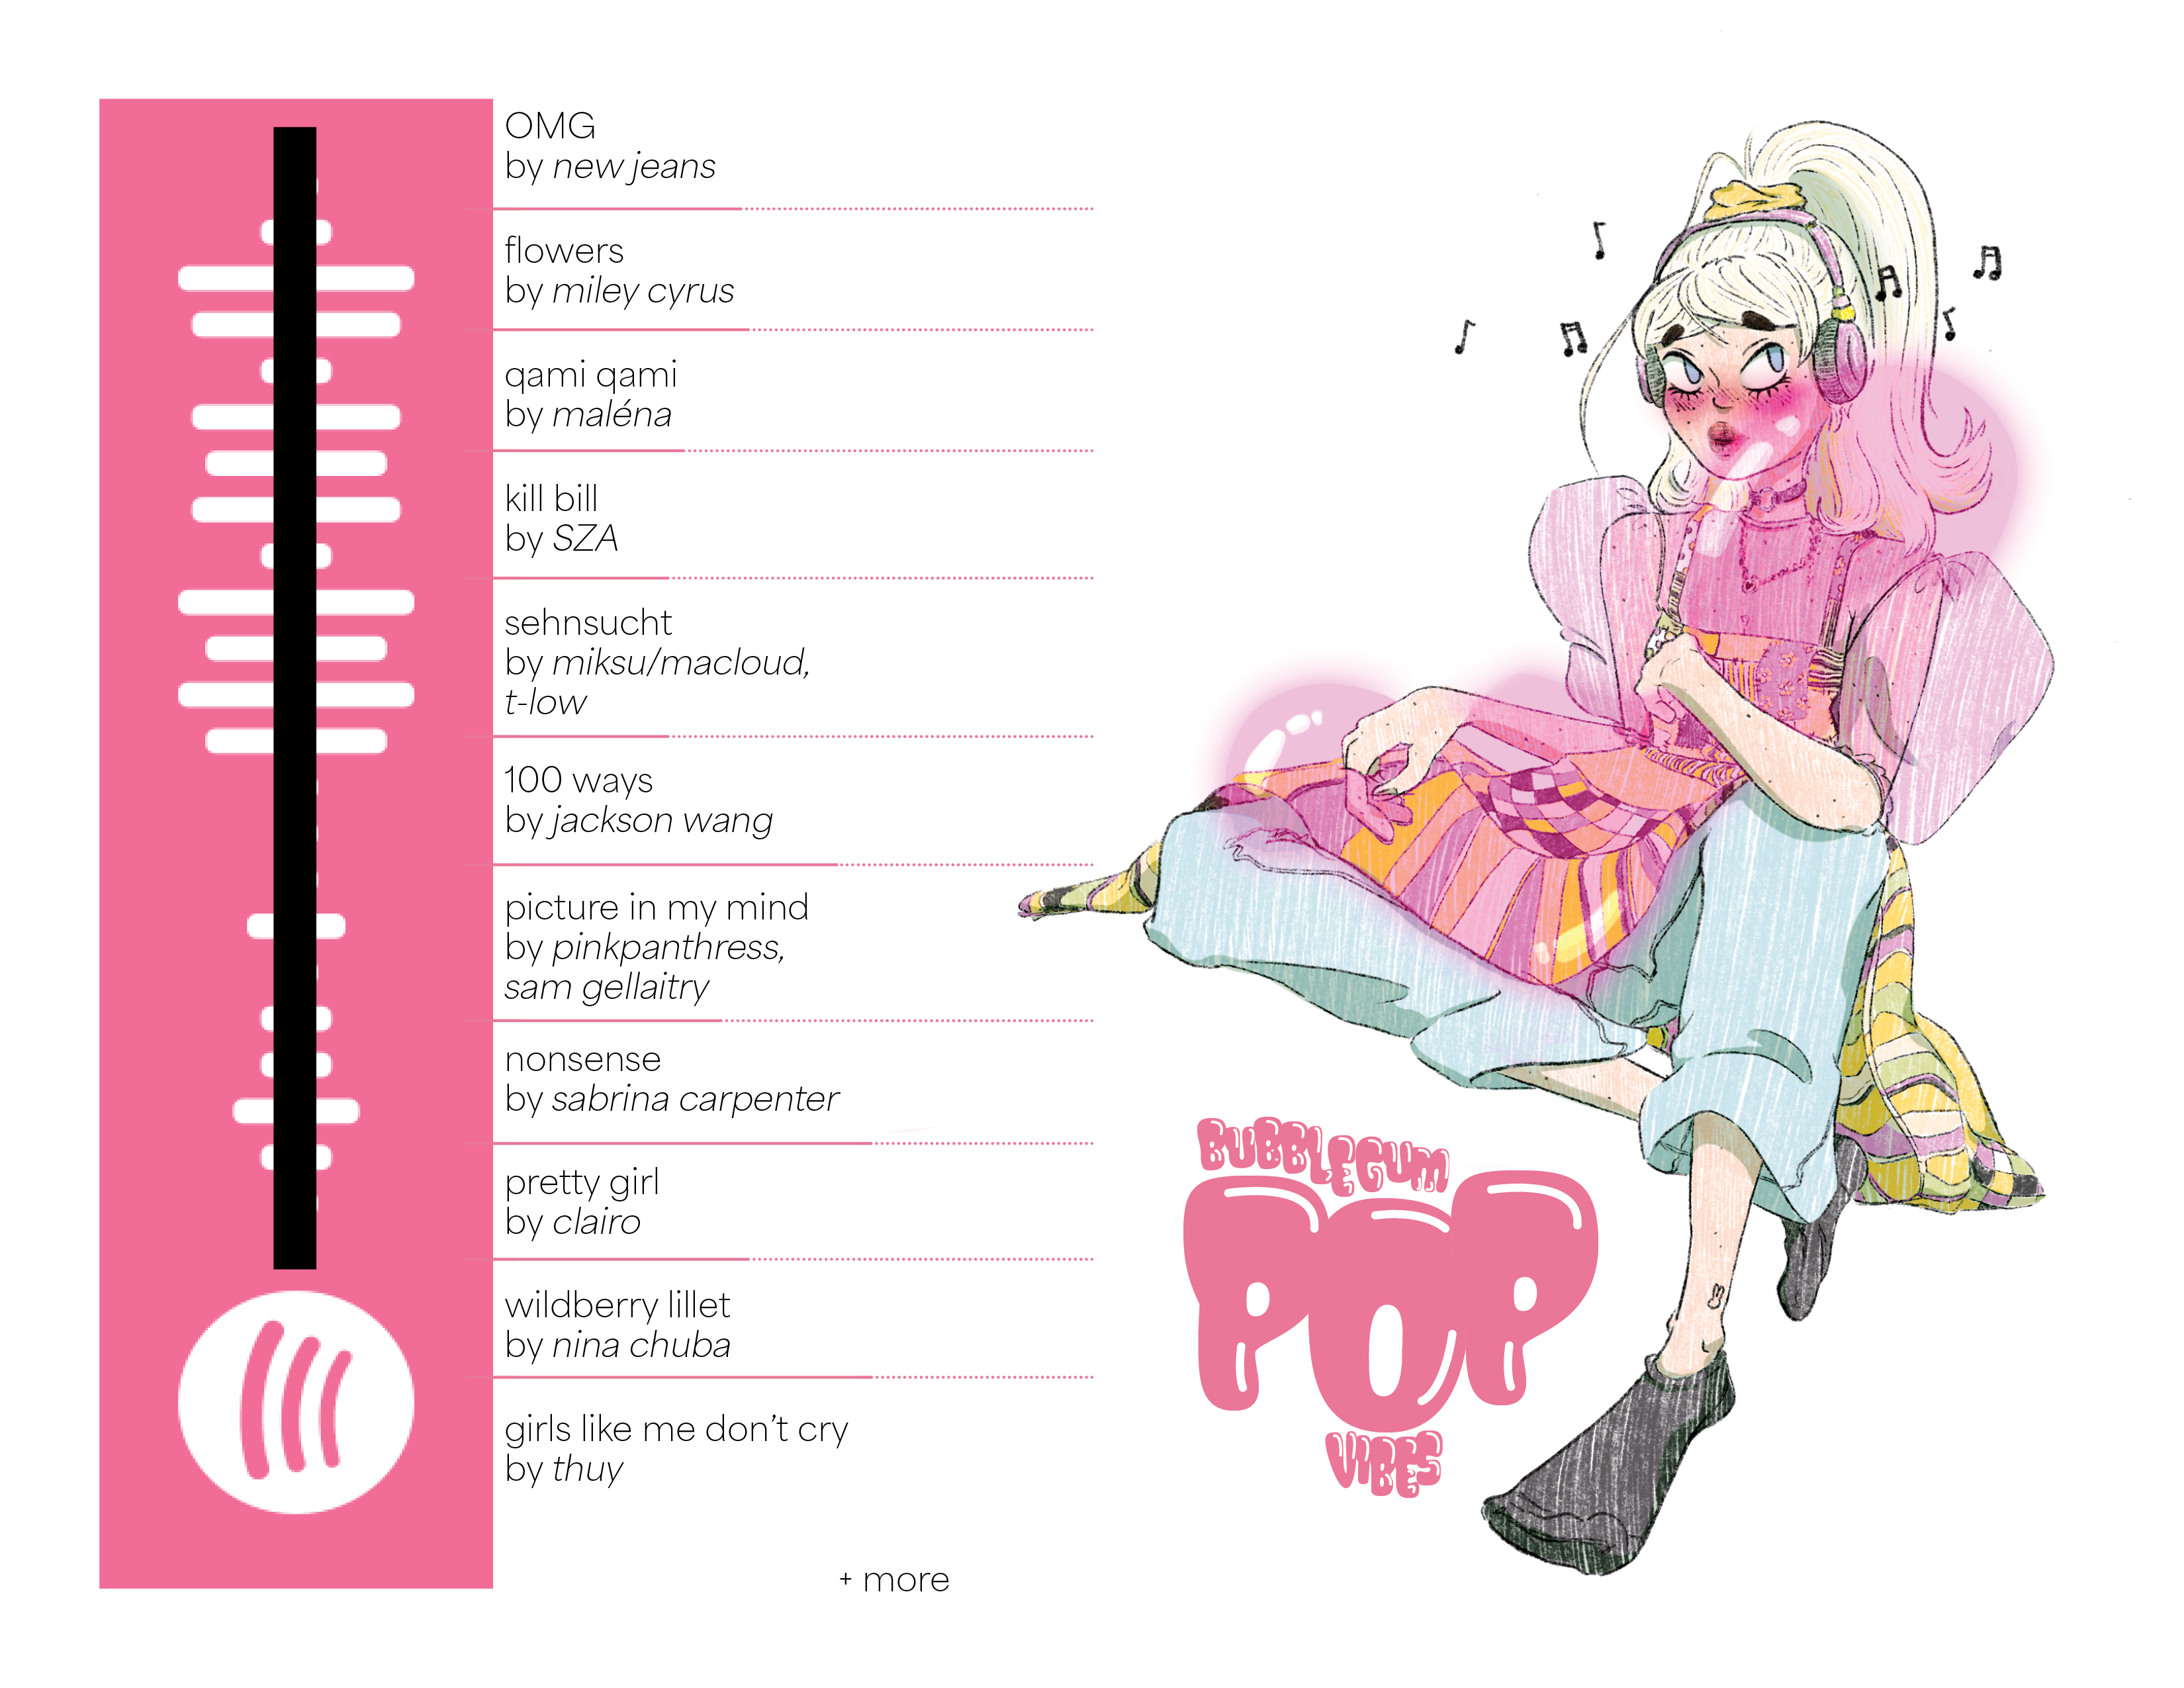 OMG
by new jeans
flowers
by miley cyrus
qami qami
by maléna
kill bill
by SZA
sehnsucht
by miksu/macloud,
t-low
100 ways
by jackson wang
picture in my mind
by pinkpanthress,
sam gellaitry
nonsense
by sabrina carpenter
pretty girl
by clairo
wildberry lillet
by nina chuba
girls like me don't cry
by thuy
+ more
BUBBLEGUM
POP
VIBES